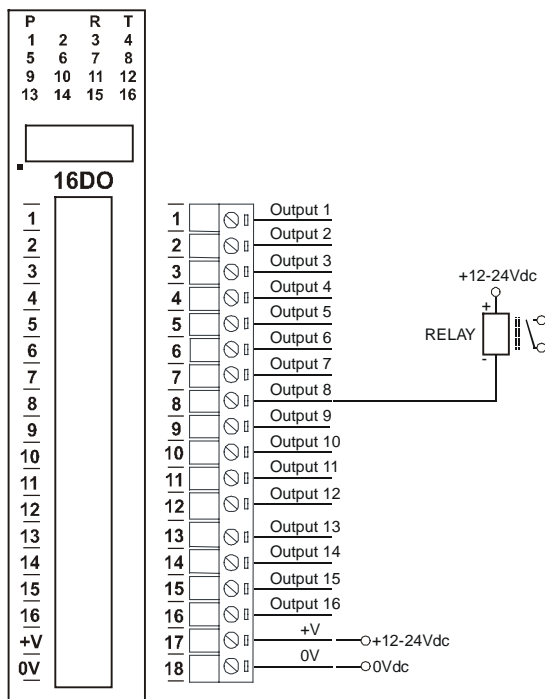 P R T
1 2 3 4
5 6 7 8
9 10 11 12
13 14 15 16
16DO
1
2
3
4
5
6
7
8
9
10
11
12
13
14
15
16
+V
0V
1 Output 1
2 Output 2
3 Output 3
4 Output 4
5 Output 5
6 Output 6
7 Output 7
8 Output 8
9 Output 9
10 Output 10
11 Output 11
12 Output 12
13 Output 13
14 Output 14
15 Output 15
16 Output 16
17 +V +12-24Vdc
18 0V 0Vdc
+12-24Vdc
+
RELAY
-